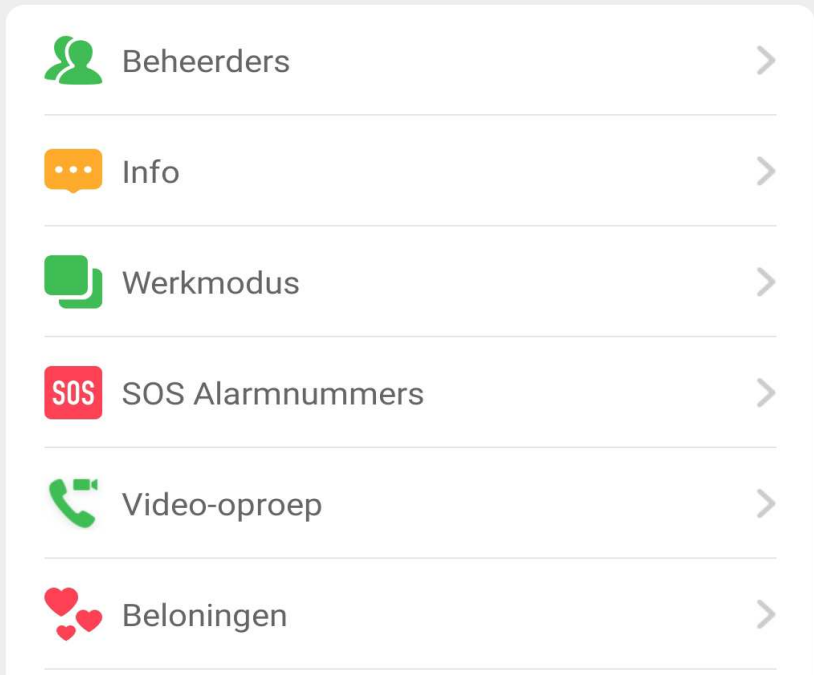 Beheerders
Info
Werkmodus
SOS SOS Alarmnummers
Video-oproep
Beloningen